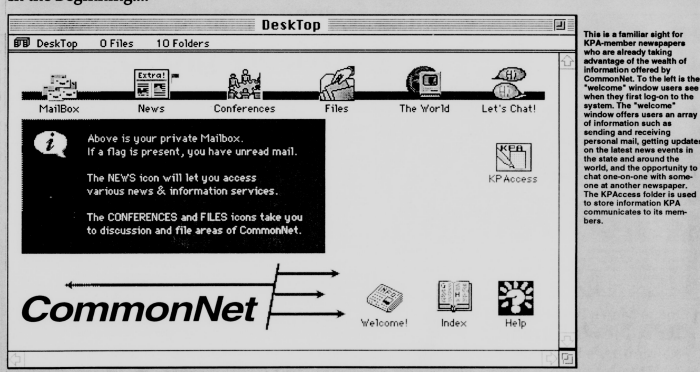 In the Beginning...
DeskTop
DeskTop 0 Files 10 Folders
MailBox
Extra!
News
Conferences
Files
The World
Hi
Hi
Let's Chat!
i
Above is your private Mailbox.
If a flag is present, you have unread mail.
The NEWS icon will let you access
various news & information services.
The CONFERENCES and FILES icons take you
to discussion and file areas of CommonNet.
KPA
KPAccess
CommonNet
INFO
Welcome!
Index
?
Help
This is a familiar sight for
KPA-member newspapers
who are already taking
advantage of the wealth of
information offered by
CommonNet. To left is the
"welcome" window users see
when they first log-on to the
system. The "welcome"
window offers users an array
of information such as
sending and receiving
personal mail, getting updates
on the latest news events in
the state and around the
world, and the opportunity to
chat one-on-one with some-
one at another newspaper.
The KPAccess folder is used
to store information KPA
communicates to its mem-
bers.